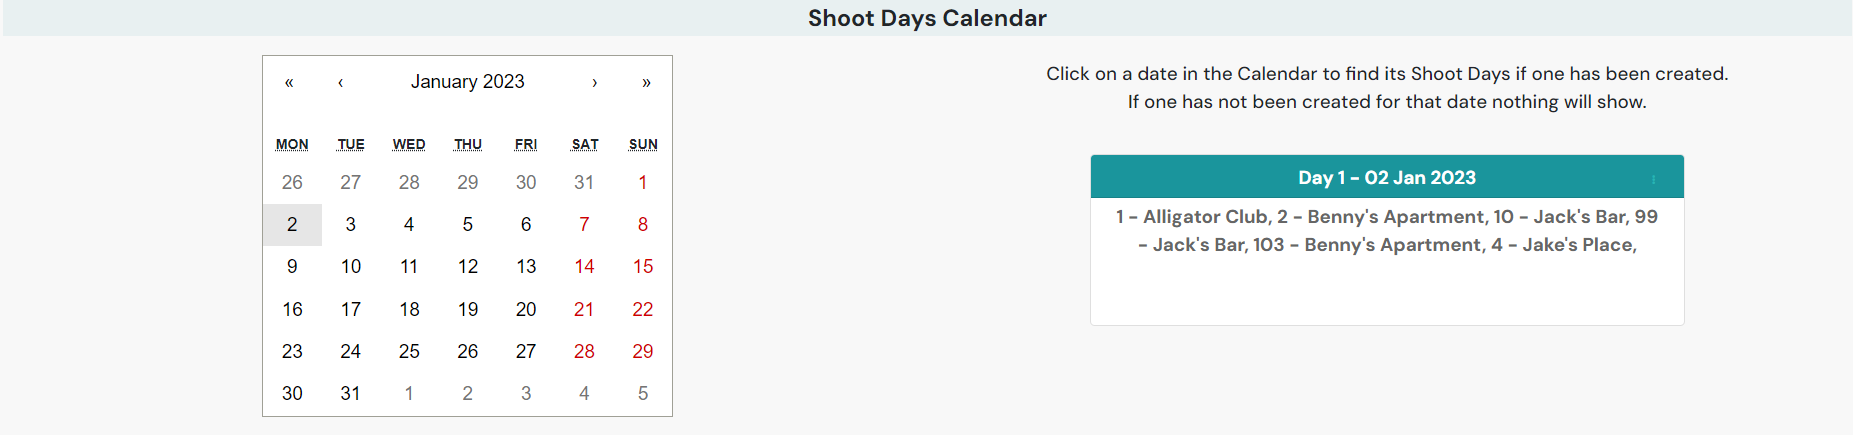 Shoot Days Calendar
« ‹ January 2023 › »
MON TUE WED THU FRI SAT SUN
26 27 28 29 30 31 1
2 3 4 5 6 7 8
9 10 11 12 13 14 15
16 17 18 19 20 21 22
23 24 25 26 27 28 29
30 31 1 2 3 4 5
Click on a date in the Calendar to find its Shoot Days if one has been created.
If one has not been created for that date nothing will show.
Day 1 - 02 Jan 2023
1 - Alligator Club, 2 - Benny's Apartment, 10 - Jack's Bar, 99
- Jack's Bar, 103 - Benny's Apartment, 4 - Jake's Place,